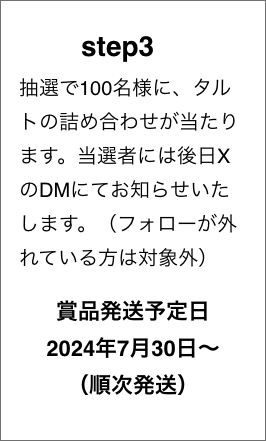 step3
抽選で100名様に、タル
トの詰め合わせが当たり
ます。当選者には後日X
のDMにてお知らせいた
します。（フォローが外
れている方は対象外）
賞品発送予定日
2024年7月30日〜
（順次発送）